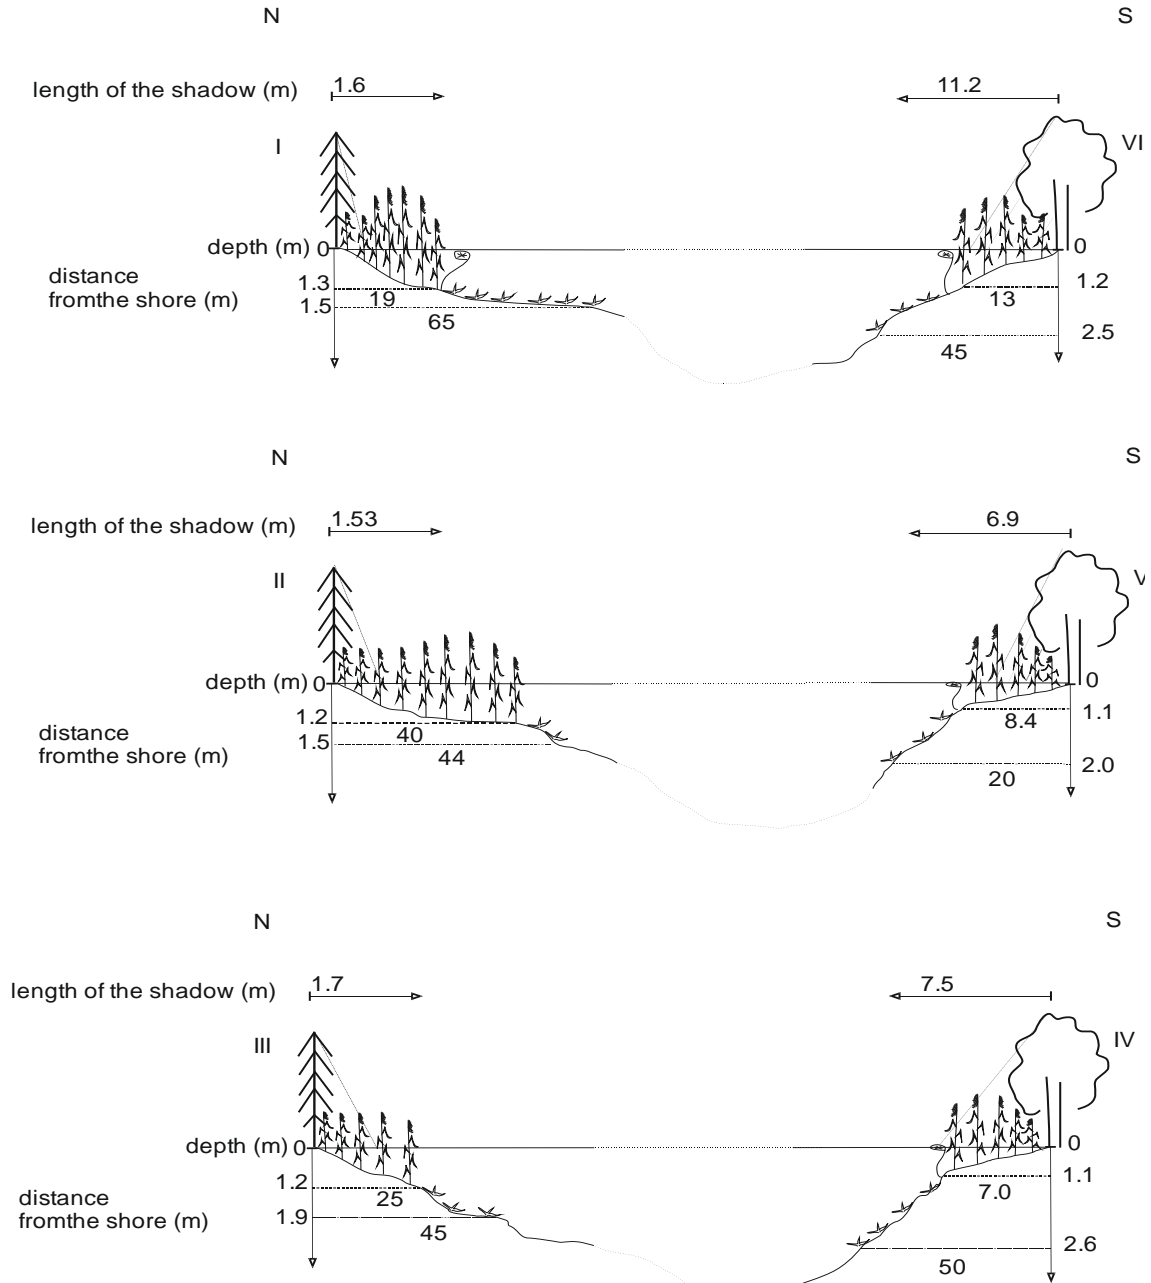 N S
length of the shadow (m) 1.6 11.2
I VI
depth (m) 0 0
distance
fromthe shore (m)
1.3 19 13 1.2
1.5 65
45 2.5
N S
length of the shadow (m) 1.53 6.9
II V
depth (m) 0 0
distance
fromthe shore (m)
1.2 40 8.4 1.1
1.5 44 20 2.0
N S
length of the shadow (m) 1.7 7.5
III IV
depth (m) 0 0
distance
fromthe shore (m)
1.2 25 7.0 1.1
1.9 45
50 2.6